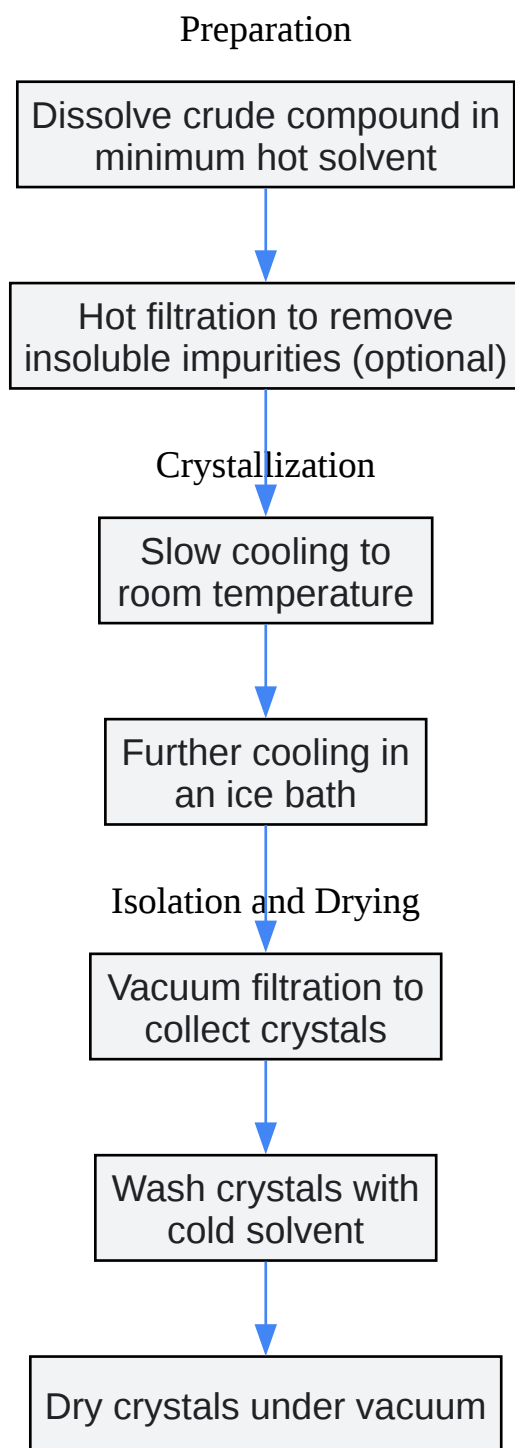 Preparation
Dissolve crude compound in
minimum hot solvent
Hot filtration to remove
insoluble impurities (optional)
Crystallization
Slow cooling to
room temperature
Further cooling in
an ice bath
Isolation and Drying
Vacuum filtration to
collect crystals
Wash crystals with
cold solvent
Dry crystals under vacuum